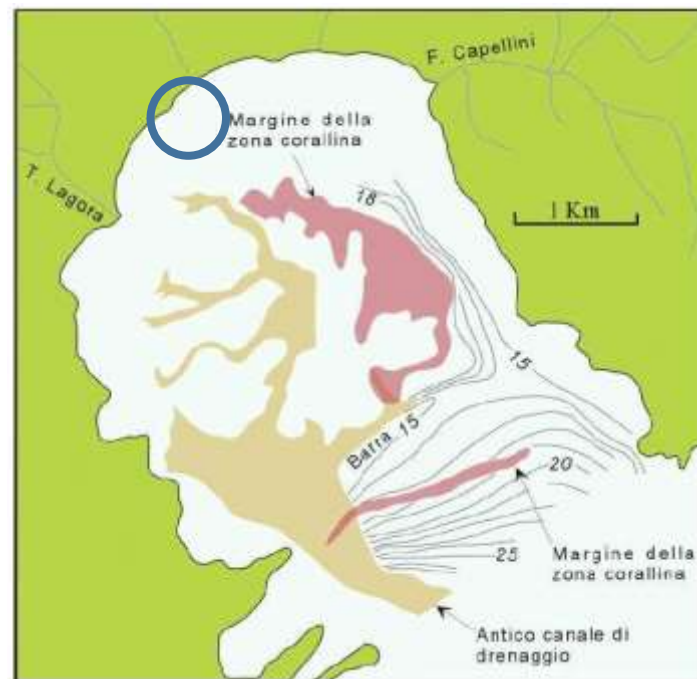 F. Capellini
Margine della
zona corallina
T. Lagora
18
1 Km
15
Barra 15
20
25
Margine della
zona corallina
Antico canale di
drenaggio